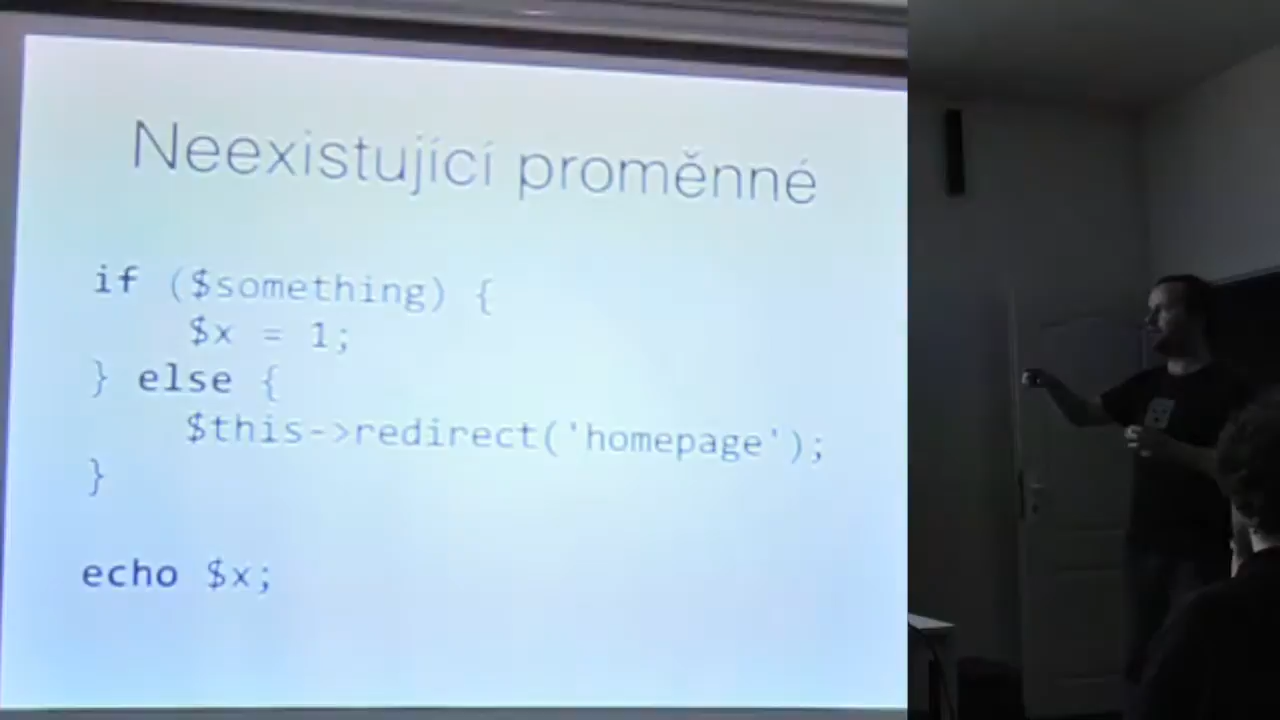 Neexistující proměnné
if ($something) {
    $x = 1;
} else {
    $this->redirect('homepage');
}
echo $x;